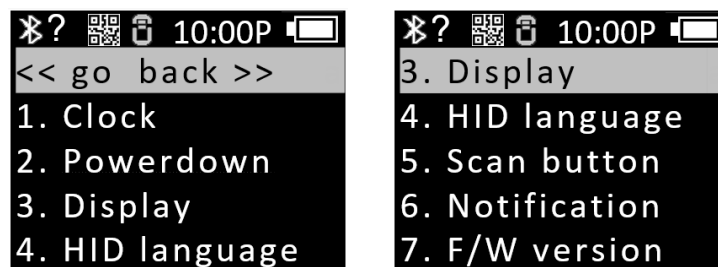 ? 10:00P
<< go back >>
1. Clock
2. Powerdown
3. Display
4. HID language
? 10:00P
3. Display
4. HID language
5. Scan button
6. Notification
7. F/W version